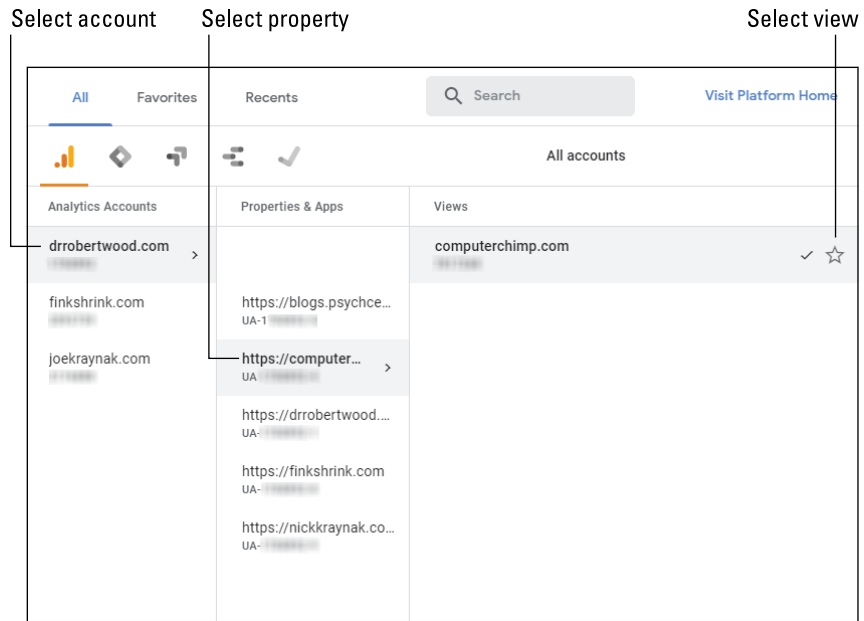 Select account
Select property
Select view
All
Favorites
Recents
Search
Visit Platform Home
All accounts
Analytics Accounts
Properties & Apps
Views
drrobertwood.com
finkshrink.com
joekraynak.com
https://blogs.psychce...
UA-1
https://computer...
UA
https://drrobertwood....
UA-
https://finkshrink.com
UA-
https://nickkraynak.co...
UA-
computerchimp.com